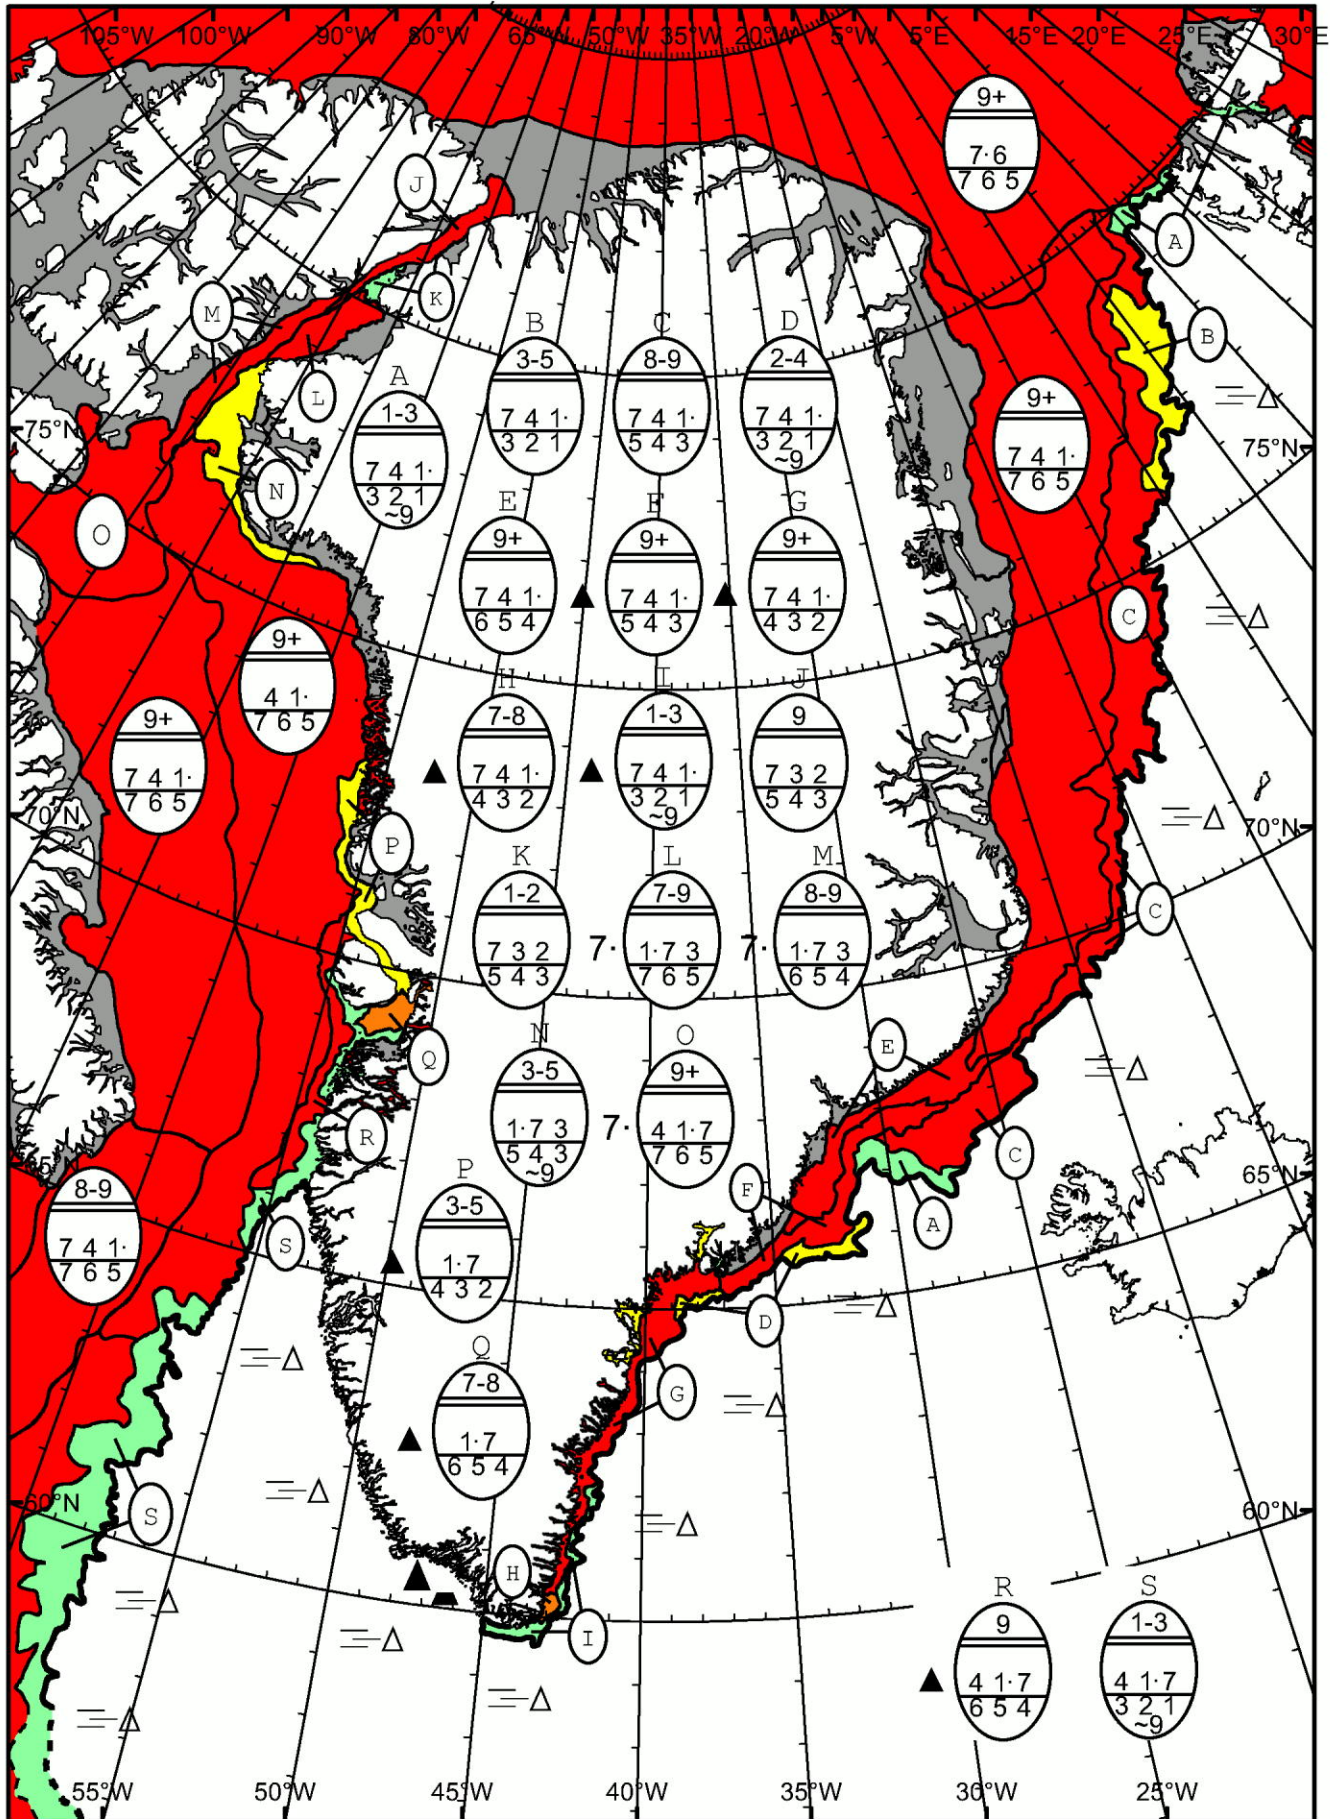 105°W 100°W 90°W 80°W 65°W 50°W 35°W 20°W 5°W 5°E 15°E 20°E 25°E 30°E
9+
7·6
7 6 5
J
A
K
M
B
L
75°N
75°N
N
O
A
1-3
7 4 1·
3 2 1
~9
B
3-5
7 4 1·
3 2 1
C
8-9
7 4 1·
5 4 3
D
2-4
7 4 1·
3 2 1
~9
9+
7 4 1·
7 6 5
E
9+
7 4 1·
6 5 4
F
9+
7 4 1·
5 4 3
G
9+
7 4 1·
4 3 2
C
9+
4 1·
7 6 5
9+
7 4 1·
7 6 5
H
7-8
7 4 1·
4 3 2
I
1-3
7 4 1·
3 2 1
~9
J
9
7 3 2
5 4 3
70°N
70°N
P
K
1-2
7 3 2
5 4 3
7·
L
7-9
1·7 3
7 6 5
7·
M
8-9
1·7 3
6 5 4
C
Q
E
R
N
3-5
1·7 3
5 4 3
~9
7·
O
9+
4 1·7
7 6 5
C
65°N
F
A
8-9
7 4 1·
7 6 5
S
P
3-5
1·7
4 3 2
D
Q
7-8
1·7
6 5 4
G
60°N
60°N
S
H
I
R
9
4 1·7
6 5 4
S
1-3
4 1·7
3 2 1
~9
55°W 50°W 45°W 40°W 35°W 30°W 25°W